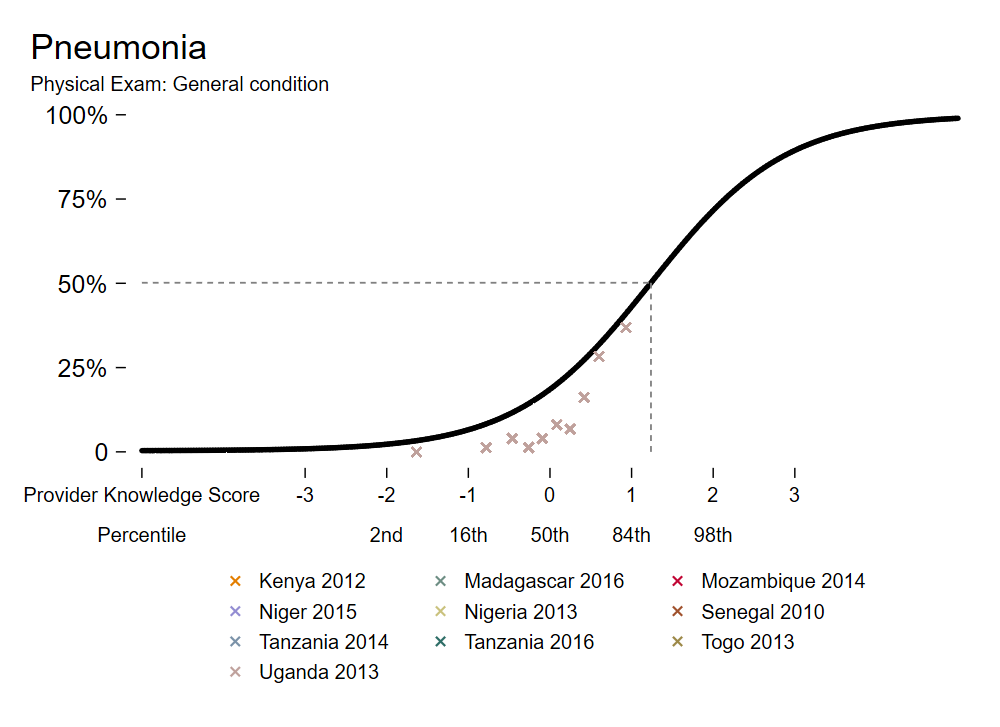 Pneumonia
Physical Exam: General condition
100%
75%
50%
25%
0
Provider Knowledge Score -3 -2 -1 0 1 2 3
Percentile 2nd 16th 50th 84th 98th
Kenya 2012 Madagascar 2016 Mozambique 2014
Niger 2015 Nigeria 2013 Senegal 2010
Tanzania 2014 Tanzania 2016 Togo 2013
Uganda 2013